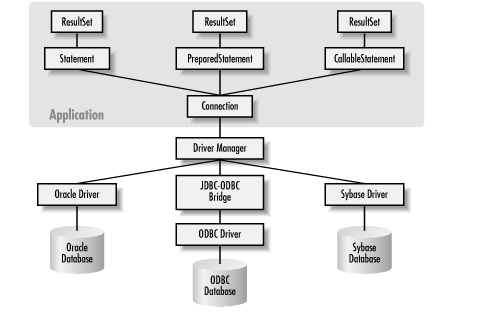 ResultSet
ResultSet
ResultSet
Statement
PreparedStatement
CallableStatement
Connection
Application
Driver Manager
Oracle Driver
JDBC-ODBC
Bridge
Sybase Driver
ODBC Driver
Oracle
Database
Sybase
Database
ODBC
Database